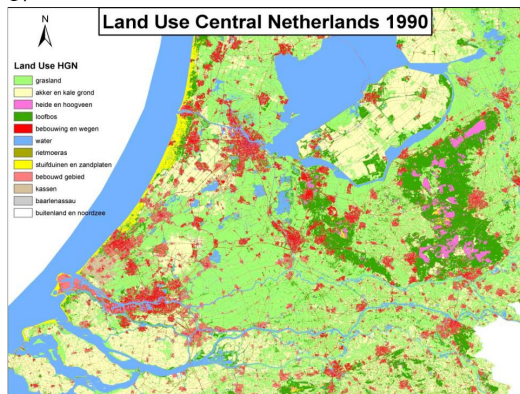 Land Use Central Netherlands 1990
N
Land Use HGN
grasland
akker en kale grond
heide en hoogveen
loofbos
bebouwing en wegen
water
rietmoeras
stuifduinen en zandplaten
bebouwd gebied
kassen
baarlenassau
buitenland en noordzee